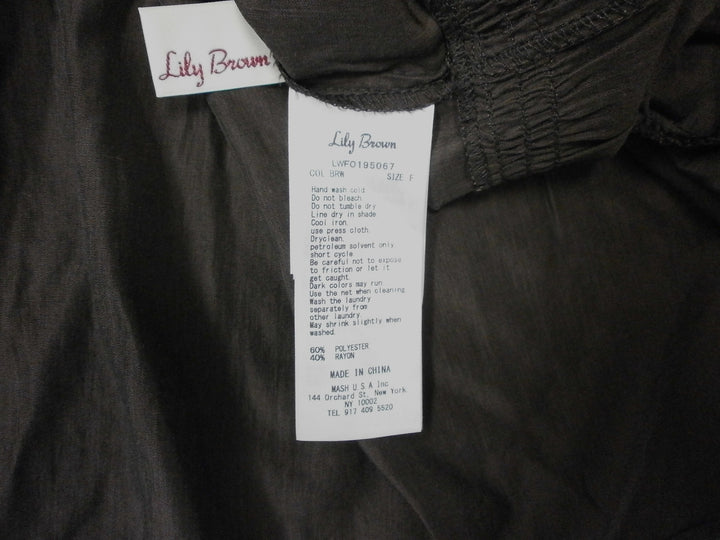 Lily Brown
Lily Brown
LWFO195067
COL BRW SIZE F
Hand wash cold.
Do not bleach.
Do not tumble dry
Line dry in shade
Cool iron.
use press cloth.
Dryclean.
petroleum solvent only
short cycle.
Be careful not to expose
to friction or let it
get caught.
Dark colors may run
Use the net when cleaning
Wash the laundry
separately from
other laundry.
May shrink slightly when
washed.
60% POLYESTER
40% RAYON
MADE IN CHINA
MASH U S A Inc
144 Orchard St. New York
NY 10002
TEL 917 409 5520